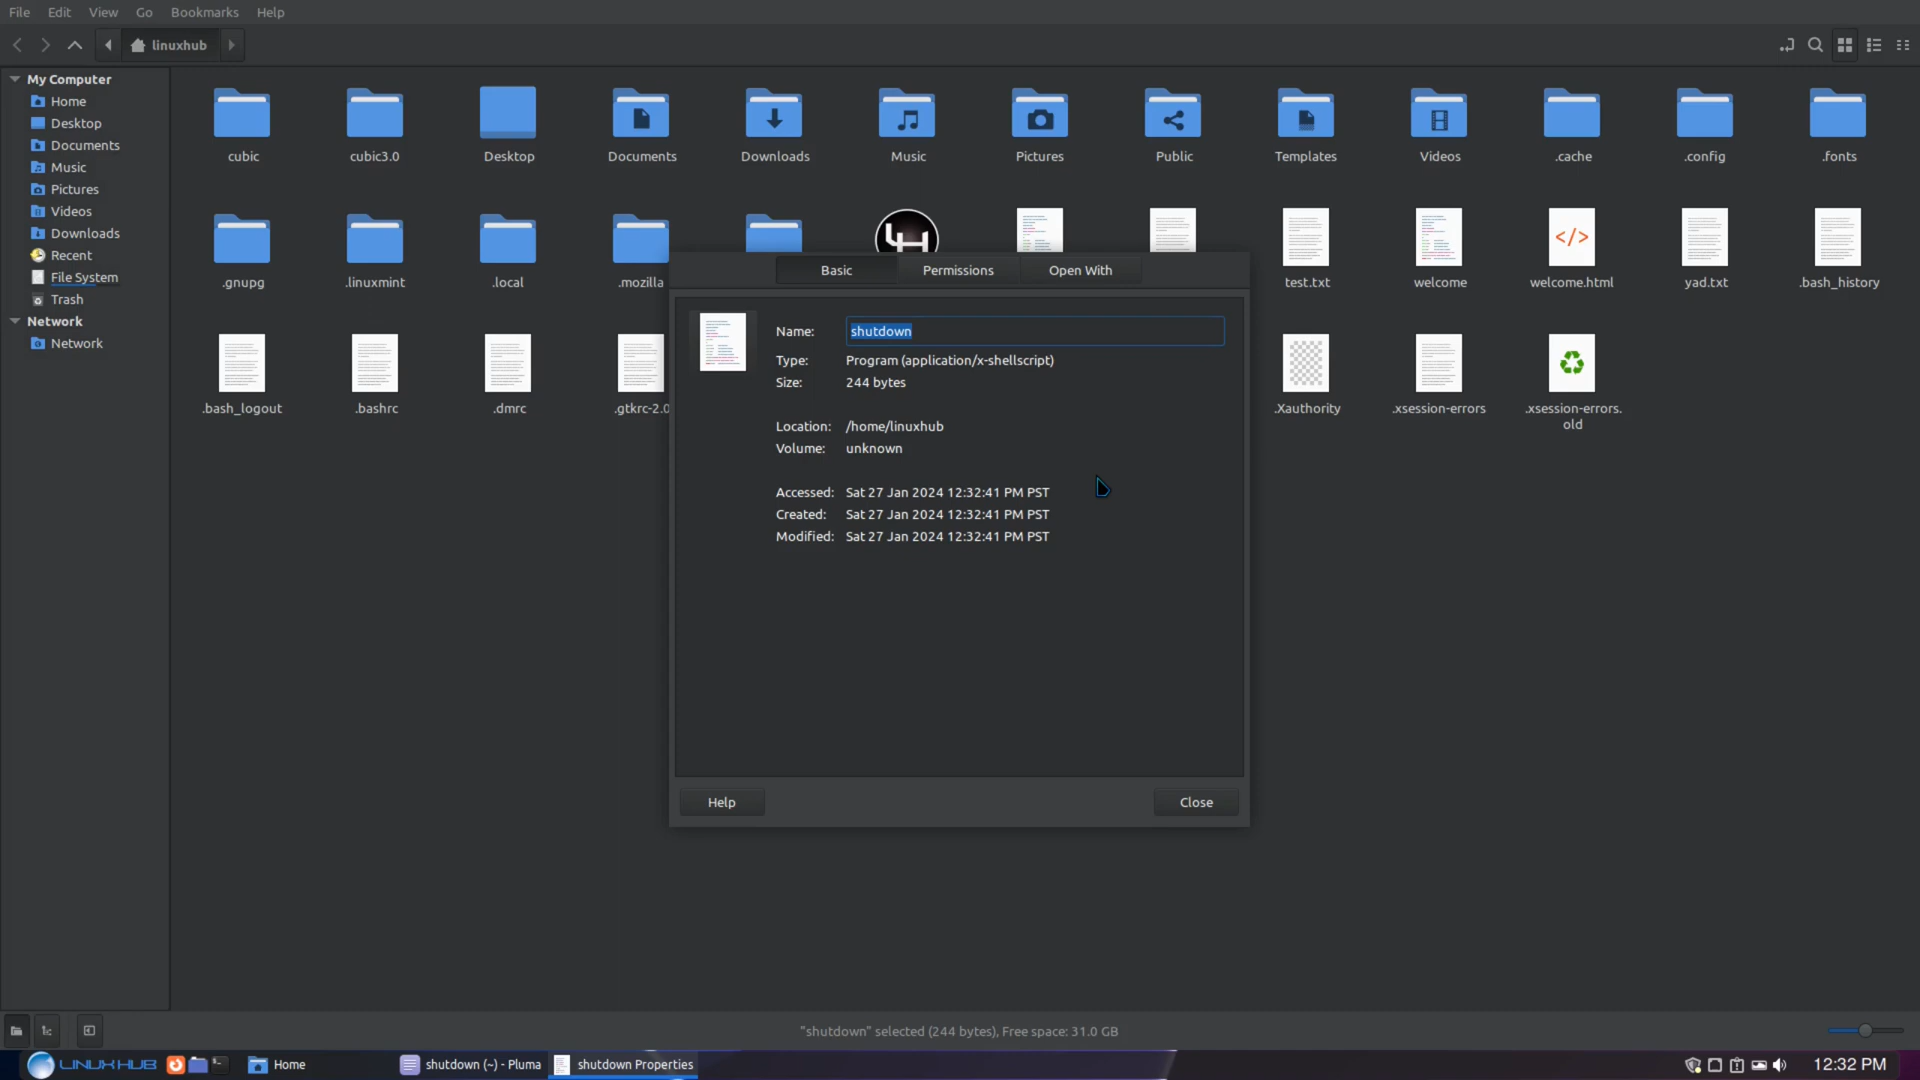 File Edit View Go Bookmarks Help
linuxhub
My Computer
Home
Desktop
Documents
Music
Pictures
Videos
Downloads
Recent
File System
Trash
Network
Network
cubic cubic3.0 Desktop Documents Downloads Music Pictures Public Templates Videos .cache .config .fonts
.gnupg .linuxmint .local .mozilla test.txt welcome welcome.html yad.txt .bash_history
.bash_logout .bashrc .dmrc .gtkrc-2.0 .Xauthority .xsession-errors .xsession-errors.
old
Basic Permissions Open With
Name: shutdown
Type: Program (application/x-shellscript)
Size: 244 bytes
Location: /home/linuxhub
Volume: unknown
Accessed: Sat 27 Jan 2024 12:32:41 PM PST
Created: Sat 27 Jan 2024 12:32:41 PM PST
Modified: Sat 27 Jan 2024 12:32:41 PM PST
Help Close
"shutdown" selected (244 bytes), Free space: 31.0 GB
LINUXHUB Home shutdown (~) - Pluma shutdown Properties 12:32 PM